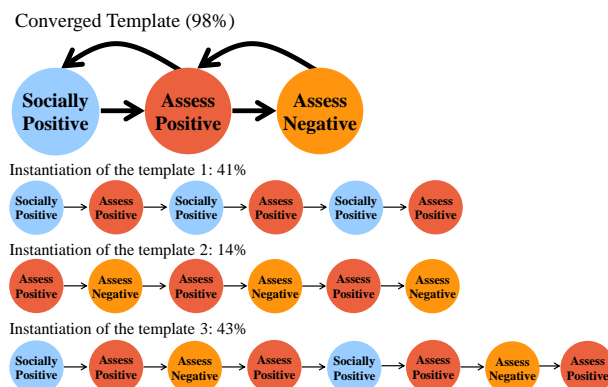 Converged Template (98%)
Socially Assess Assess
Positive Positive Negative
Instantiation of the template 1: 41%
Socially Assess Socially Assess Socially Assess
Positive Positive Positive Positive Positive Positive
Instantiation of the template 2: 14%
Assess Assess Assess Assess Assess Assess
Positive Negative Positive Negative Positive Negative
Instantiation of the template 3: 43%
Socially Assess Assess Assess Socially Assess Assess Assess
Positive Positive Negative Positive Positive Positive Negative Positive